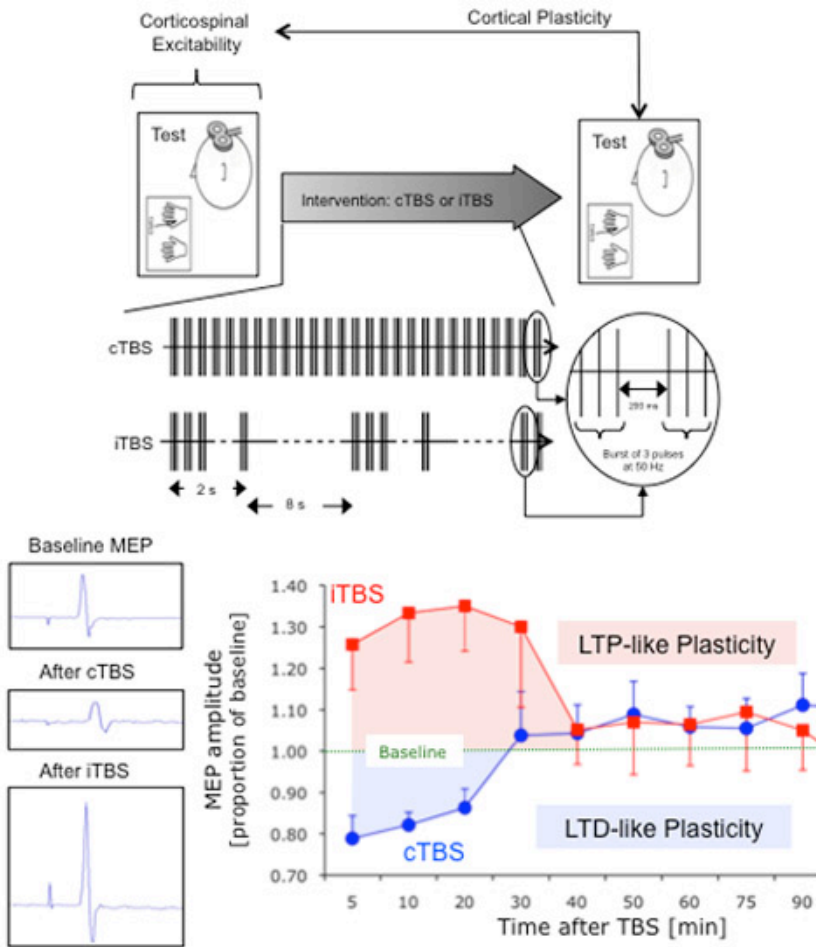 Corticospinal
Excitability
Cortical Plasticity
Test
Test
Intervention: cTBS or iTBS
cTBS
iTBS
2 s
8 s
Burst of 3 pulses
at 50 Hz
Baseline MEP
After cTBS
After iTBS
MEP amplitude
[proportion of baseline]
1.40
1.30
1.20
1.10
1.00
0.90
0.80
0.70
iTBS
LTP-like Plasticity
Baseline
LTD-like Plasticity
cTBS
5 10 20 30 40 50 60 75 90
Time after TBS [min]